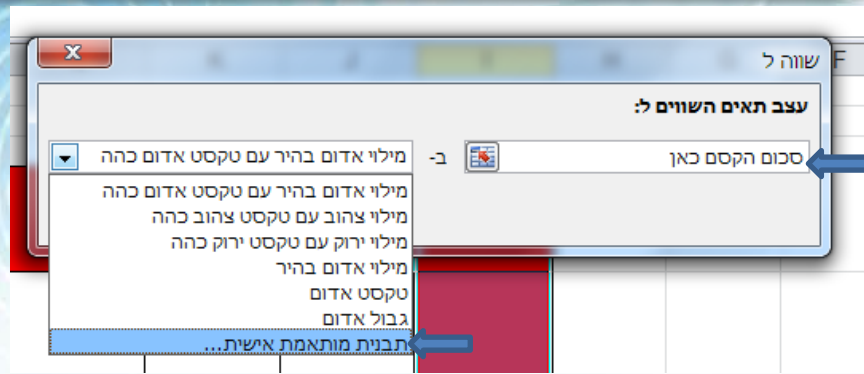 שווה ל
F
עצב תאים השווים ל:
סכום הקסם כאן
ב-
מילוי אדום בהיר עם טקסט אדום כהה
מילוי אדום בהיר עם טקסט אדום כהה
מילוי צהוב עם טקסט צהוב כהה
מילוי ירוק עם טקסט ירוק כהה
מילוי אדום בהיר
טקסט אדום
גבול אדום
תבנית מותאמת אישית...